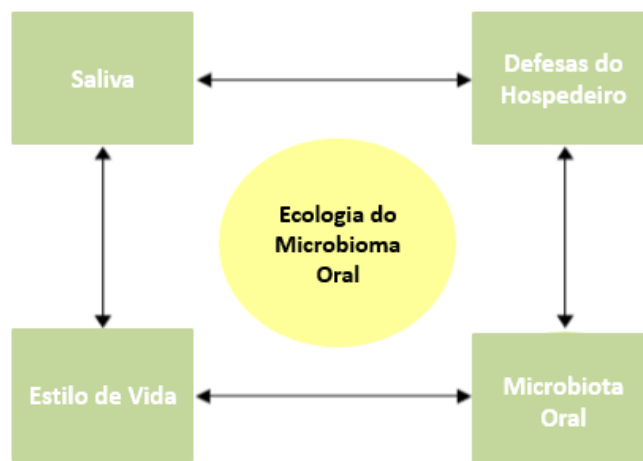 Saliva
Defesas do
Hospedeiro
Ecologia do
Microbioma
Oral
Estilo de Vida
Microbiota
Oral